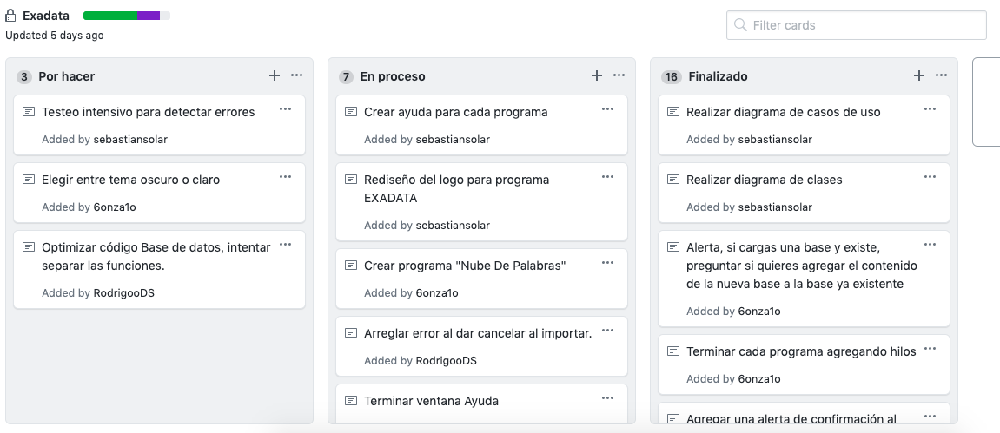 Exadata
Updated 5 days ago
Filter cards
3 Por hacer
Testeo intensivo para detectar errores
Added by sebastiansolar
Elegir entre tema oscuro o claro
Added by 6onza1o
Optimizar código Base de datos, intentar
separar las funciones.
Added by RodrigooDS
7 En proceso
Crear ayuda para cada programa
Added by sebastiansolar
Rediseño del logo para programa
EXADATA
Added by sebastiansolar
Crear programa "Nube De Palabras"
Added by 6onza1o
Arreglar error al dar cancelar al importar.
Added by RodrigooDS
Terminar ventana Ayuda
16 Finalizado
Realizar diagrama de casos de uso
Added by sebastiansolar
Realizar diagrama de clases
Added by sebastiansolar
Alerta, si cargas una base y existe,
preguntar si quieres agregar el contenido
de la nueva base a la base ya existente
Added by 6onza1o
Terminar cada programa agregando hilos
Added by 6onza1o
Agregar una alerta de confirmación al